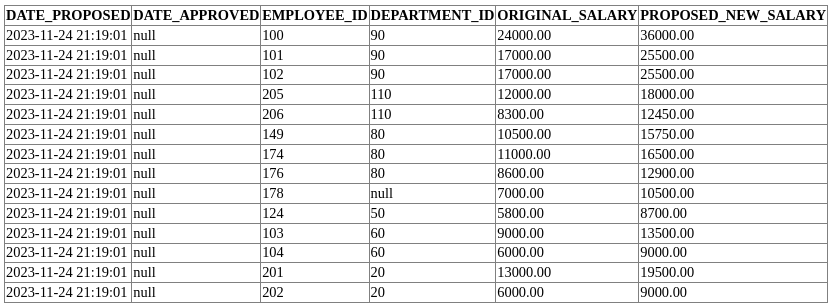 DATE_PROPOSED DATE_APPROVED EMPLOYEE_ID DEPARTMENT_ID ORIGINAL_SALARY PROPOSED_NEW_SALARY
2023-11-24 21:19:01 null 100 90 24000.00 36000.00
2023-11-24 21:19:01 null 101 90 17000.00 25500.00
2023-11-24 21:19:01 null 102 90 17000.00 25500.00
2023-11-24 21:19:01 null 205 110 12000.00 18000.00
2023-11-24 21:19:01 null 206 110 8300.00 12450.00
2023-11-24 21:19:01 null 149 80 10500.00 15750.00
2023-11-24 21:19:01 null 174 80 11000.00 16500.00
2023-11-24 21:19:01 null 176 80 8600.00 12900.00
2023-11-24 21:19:01 null 178 null 7000.00 10500.00
2023-11-24 21:19:01 null 124 50 5800.00 8700.00
2023-11-24 21:19:01 null 103 60 9000.00 13500.00
2023-11-24 21:19:01 null 104 60 6000.00 9000.00
2023-11-24 21:19:01 null 201 20 13000.00 19500.00
2023-11-24 21:19:01 null 202 20 6000.00 9000.00